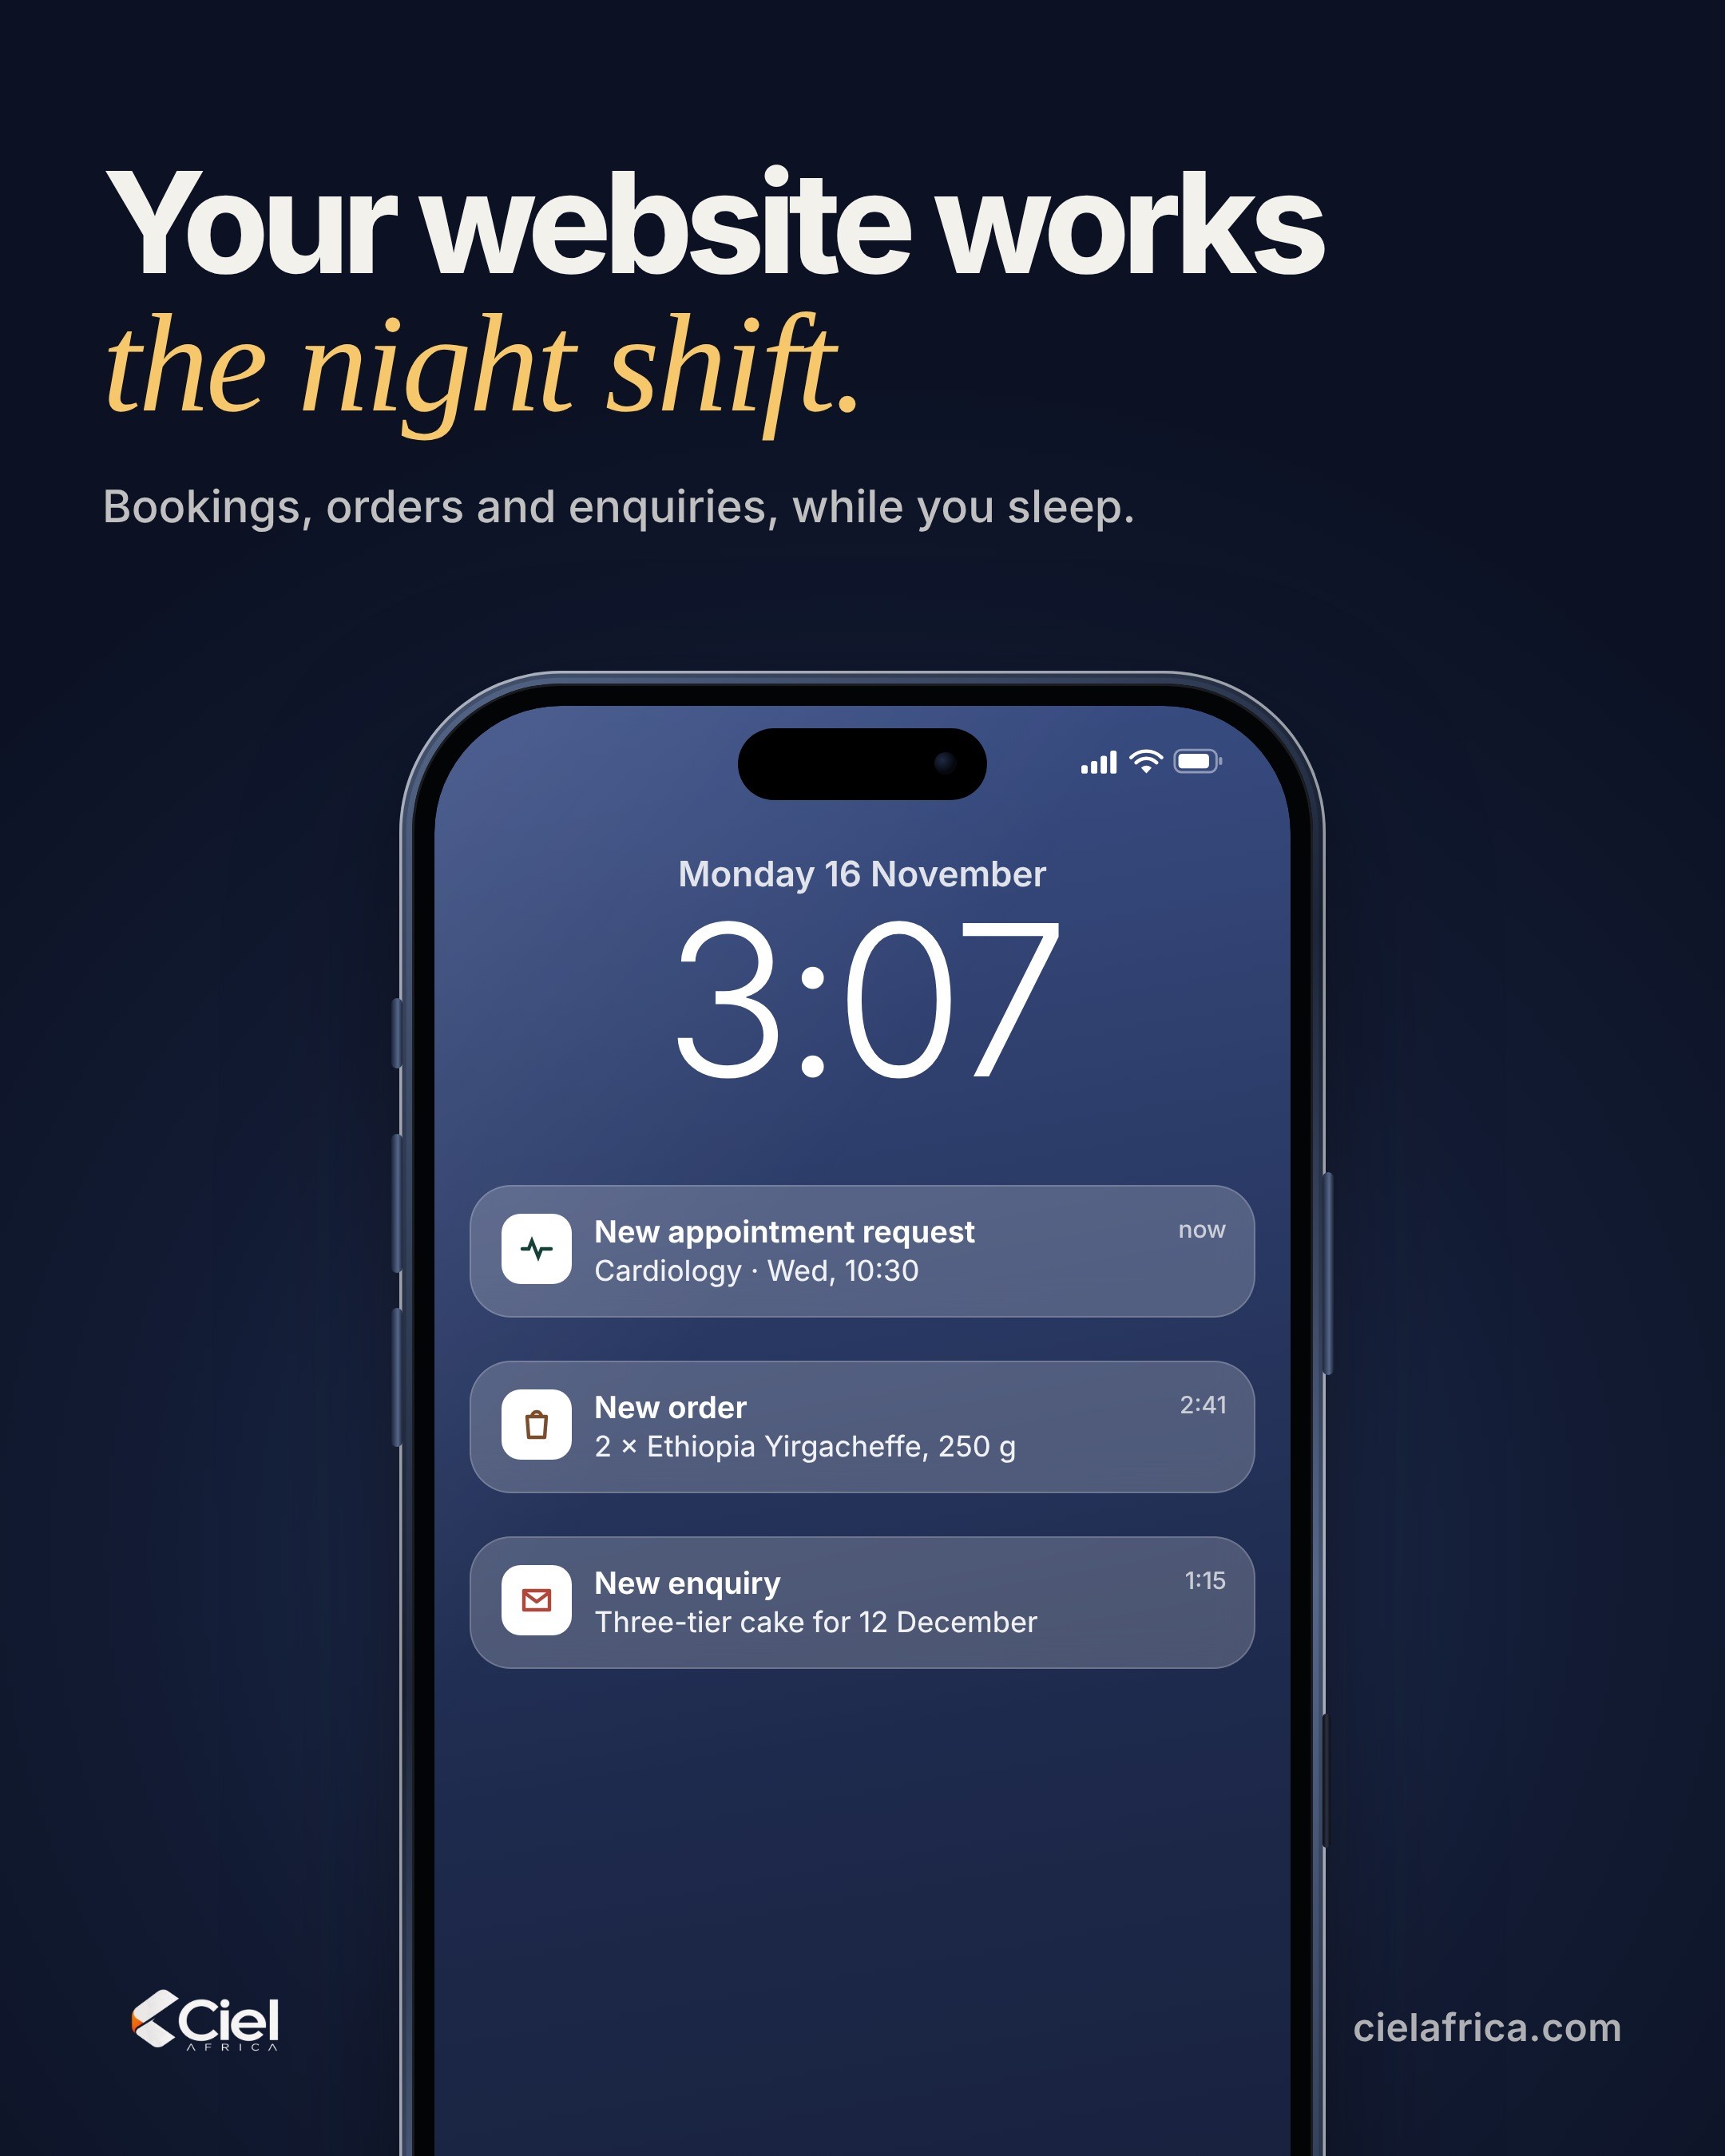 Your website works
the night shift.
Bookings, orders and enquiries, while you sleep.
Monday 16 November
3:07
New appointment request
now
Cardiology · Wed, 10:30
New order
2:41
2 × Ethiopia Yirgacheffe, 250 g
New enquiry
1:15
Three-tier cake for 12 December
Ciel
AFRICA
cielafrica.com